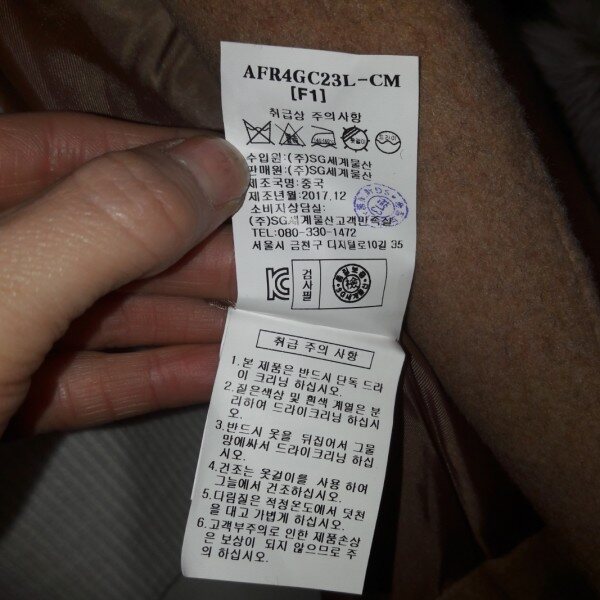 AFR4GC23L-CM
[F1]
취급상 주의사항
수입원:(주)SG세계물산
판매원:(주)SG세계물산
제조국명:중국
제조년월:2017.12
소비자상담실:
(주)SG세계물산고객만족실
TEL:080-330-1472
서울시 금천구 디지털로10길 35
검사필
취급 주의 사항
1.본 제품은 반드시 단독 드라
이 크리닝 하십시오.
2.짙은색상 및 흰색 계열은 분
리하여 드라이크리닝 하십시
오.
3.반드시 옷을 뒤집어서 그물
망에싸서 드라이크리닝 하십
시오.
4.건조는 옷걸이를 사용 하여
그늘에서 건조하십시오.
5.다림질은 적정온도에서 덧천
을 대고 가볍게 하십시오.
6.고객부주의로 인한 제품손상
은 보상이 되지 않으므로 주
의 하십시오.